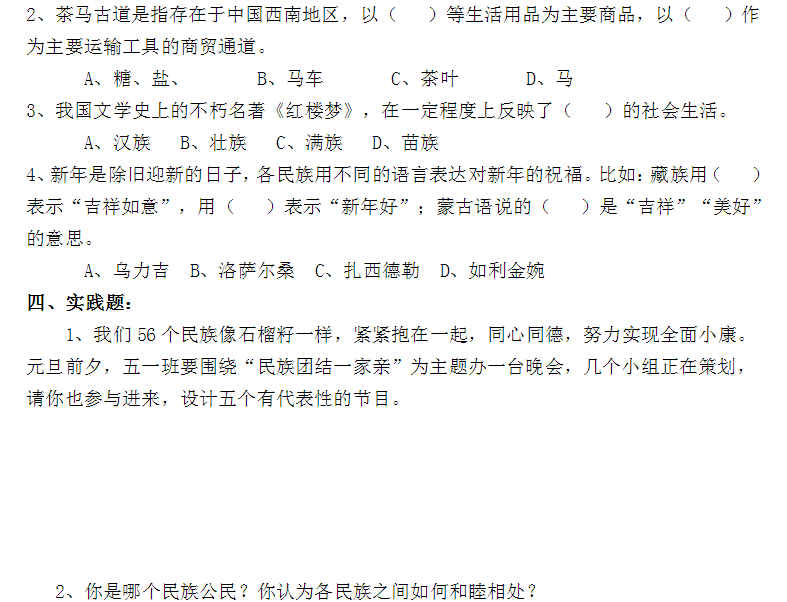 2、茶马古道是指存在于中国西南地区，以（   ）等生活用品为主要商品，以（   ）作
为主要运输工具的商贸通道。
A、糖、盐、      B、马车      C、茶叶      D、马
3、我国文学史上的不朽名著《红楼梦》，在一定程度上反映了（   ）的社会生活。
A、汉族   B、壮族   C、满族   D、苗族
4、新年是除旧迎新的日子，各民族用不同的语言表达对新年的祝福。比如：藏族用（   ）
表示“吉祥如意”，用（   ）表示“新年好”；蒙古语说的（   ）是“吉祥”“美好”
的意思。
A、乌力吉  B、洛萨尔桑  C、扎西德勒  D、如利金婉
四、实践题：
1、我们 56 个民族像石榴籽一样，紧紧抱在一起，同心同德，努力实现全面小康。
元旦前夕，五一班要围绕“民族团结一家亲”为主题办一台晚会，几个小组正在策划，
请你也参与进来，设计五个有代表性的节目。
2、你是哪个民族公民？你认为各民族之间如何和睦相处？